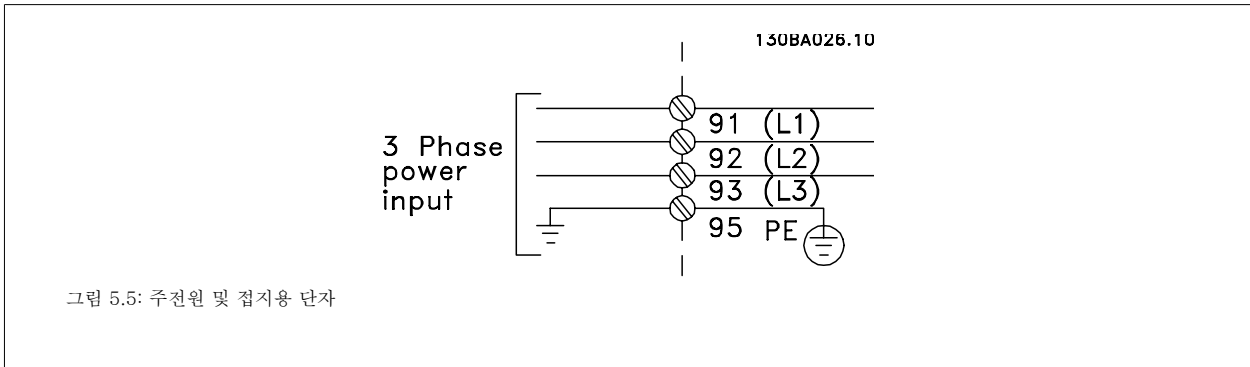 130BA026.10
3 Phase
power
input
91 (L1)
92 (L2)
93 (L3)
95 PE
그림 5.5: 주전원 및 접지용 단자